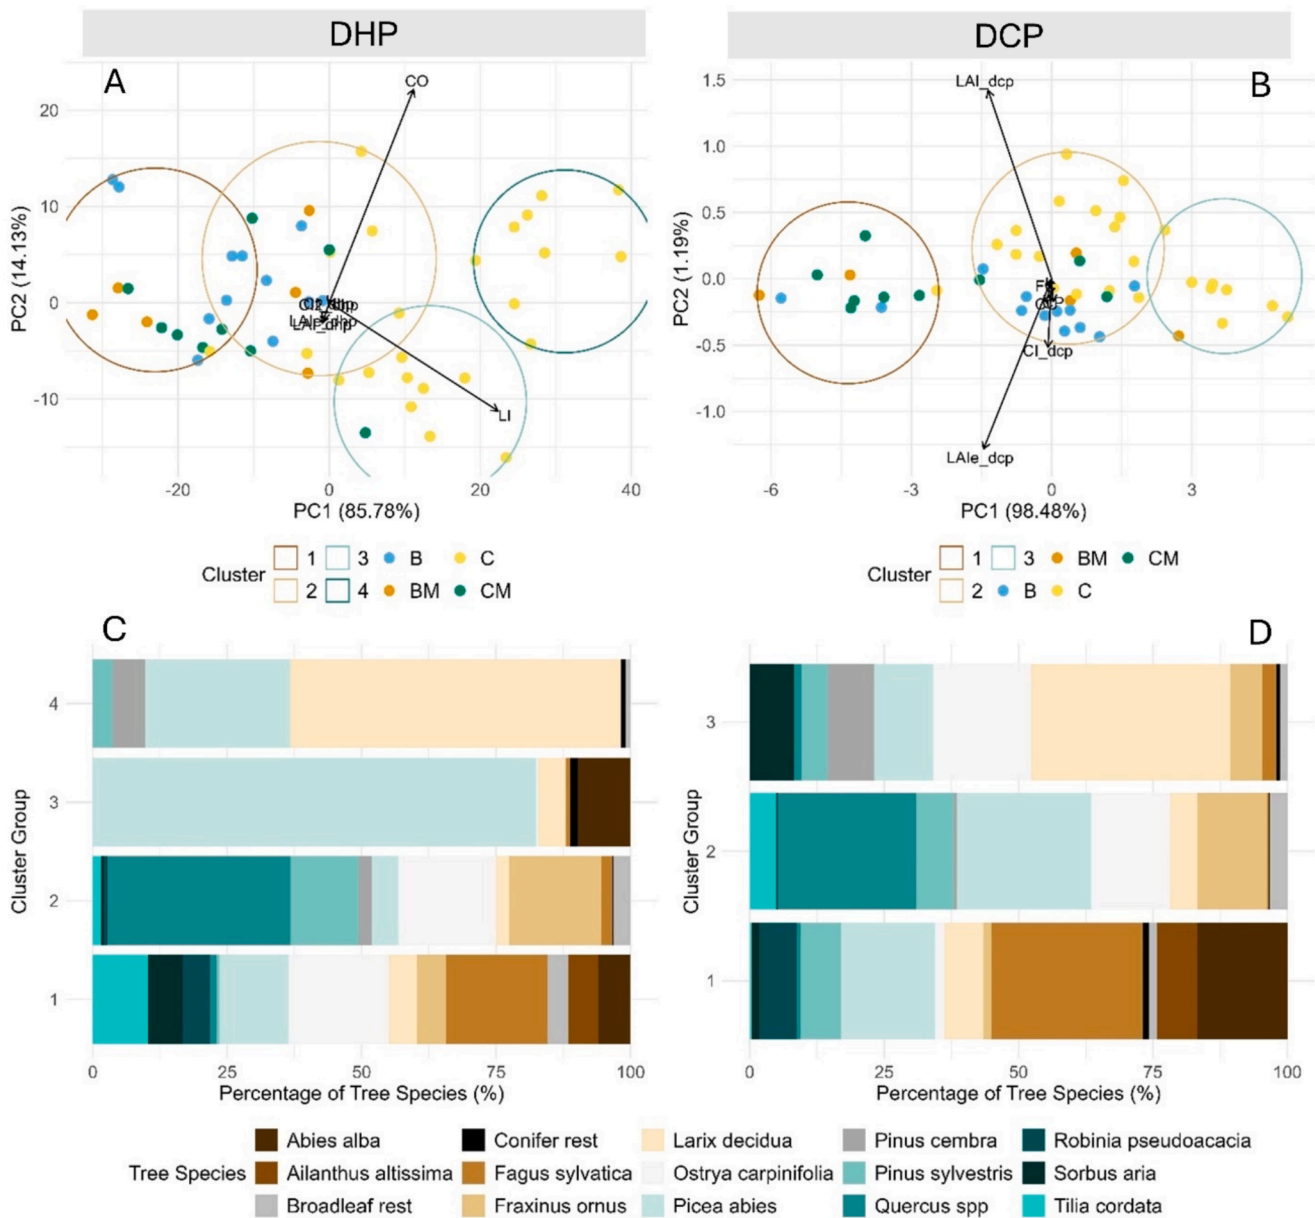 DHP
DCP
A
CO
20
10
0
-10
PC2 (14.13%)
LI
-20
0
20
40
PC1 (85.78%)
Cluster
1
3
B
C
2
4
BM
CM
B
LAI_dcp
1.5
1.0
0.5
0.0
-0.5
-1.0
PC2 (1.19%)
CI_dcp
LAIe_dcp
-6
-3
0
3
PC1 (98.48%)
Cluster
1
3
BM
CM
2
B
C
C
4
3
2
1
Cluster Group
0
25
50
75
100
Percentage of Tree Species (%)
D
3
2
1
Cluster Group
0
25
50
75
100
Percentage of Tree Species (%)
Tree Species
Abies alba
Conifer rest
Larix decidua
Pinus cembra
Robinia pseudoacacia
Ailanthus altissima
Fagus sylvatica
Ostrya carpinifolia
Pinus sylvestris
Sorbus aria
Broadleaf rest
Fraxinus ornus
Picea abies
Quercus spp
Tilia cordata